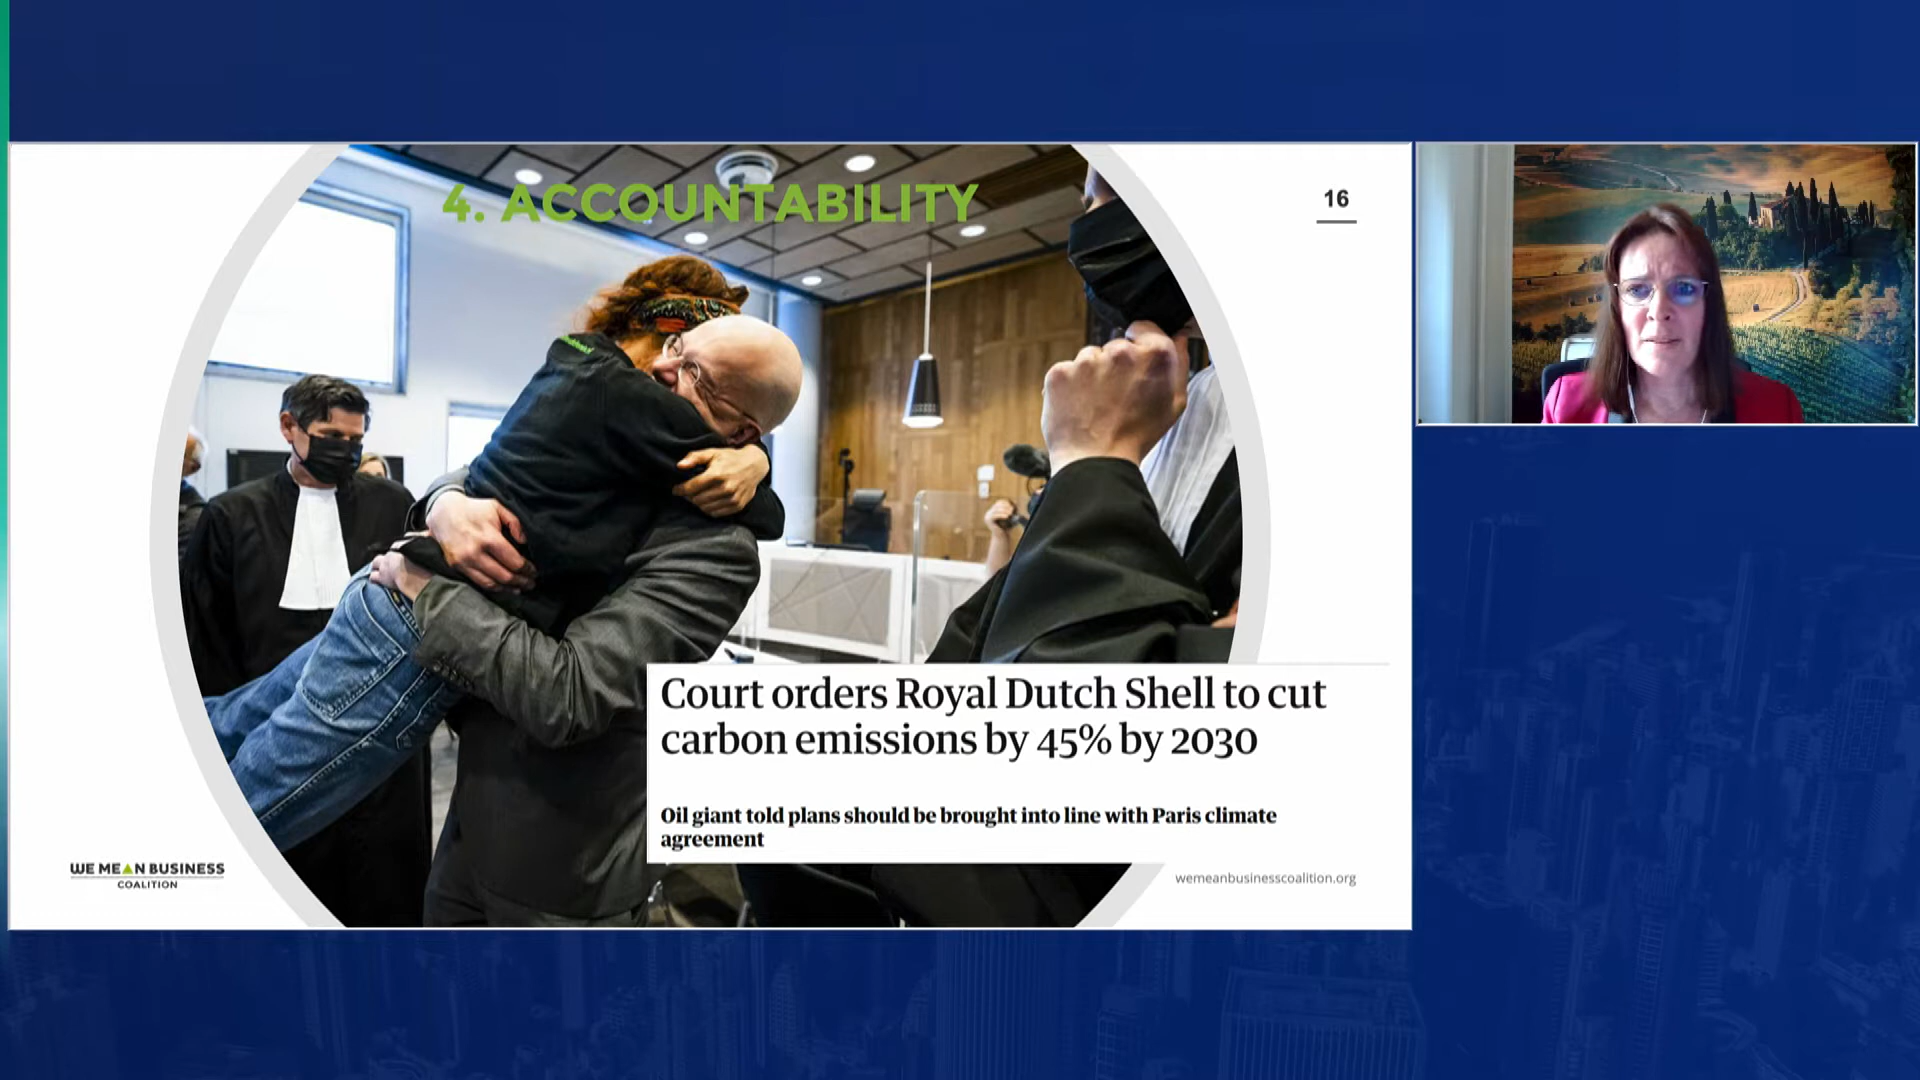 4. ACCOUNTABILITY
16
Court orders Royal Dutch Shell to cut
carbon emissions by 45% by 2030
Oil giant told plans should be brought into line with Paris climate
agreement
WE MEAN BUSINESS
COALITION
wemeanbusinesscoalition.org